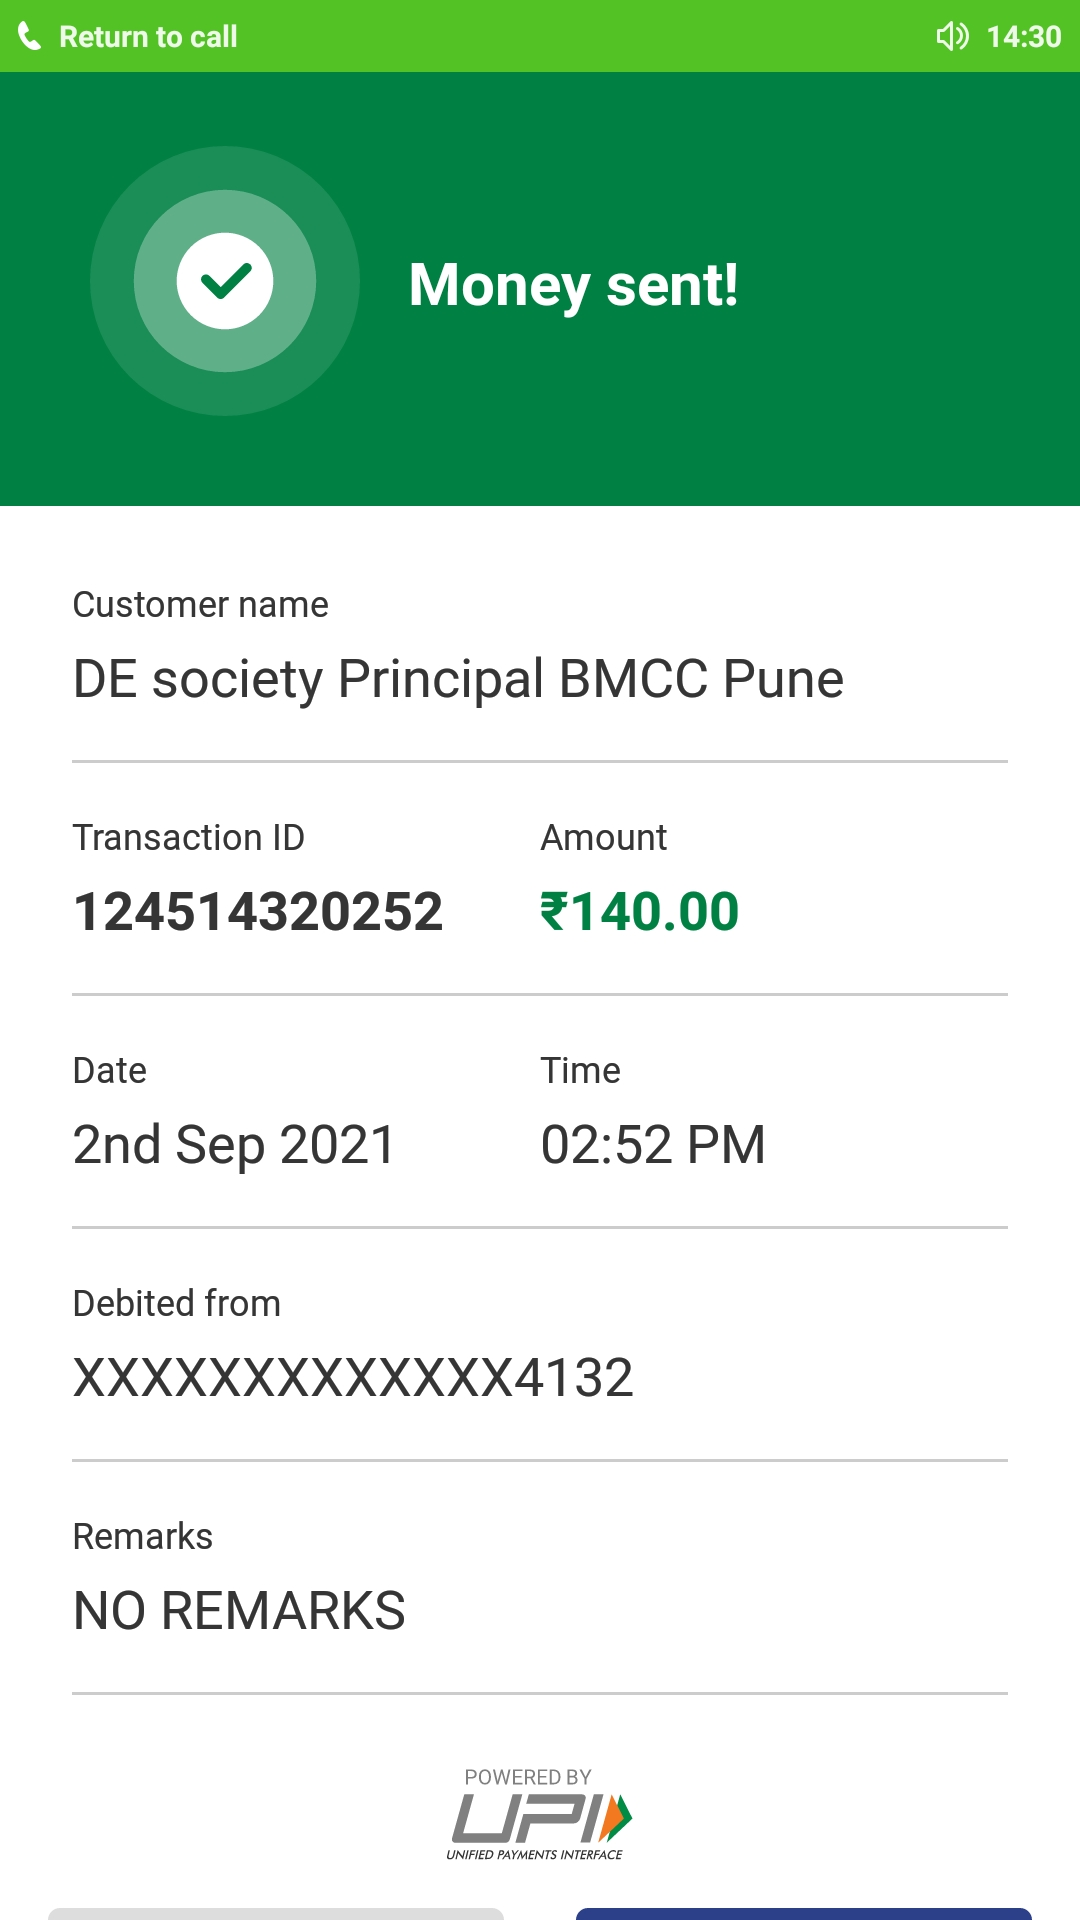 Return to call 14:30
Money sent!
Customer name
DE society Principal BMCC Pune
Transaction ID Amount
124514320252 ₹140.00
Date Time
2nd Sep 2021 02:52 PM
Debited from
XXXXXXXXXXXXX4132
Remarks
NO REMARKS
POWERED BY
UPI
UNIFIED PAYMENTS INTERFACE